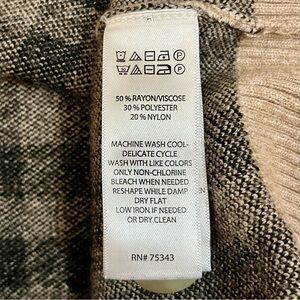 50% RAYON/VISCOSE
30% POLYESTER
20% NYLON
MACHINE WASH COOL-
DELICATE CYCLE
WASH WITH LIKE COLORS
ONLY NON-CHLORINE
BLEACH WHEN NEEDED
RESHAPE WHILE DAMP
DRY FLAT
LOW IRON IF NEEDED
OR DRY CLEAN
RN# 75343